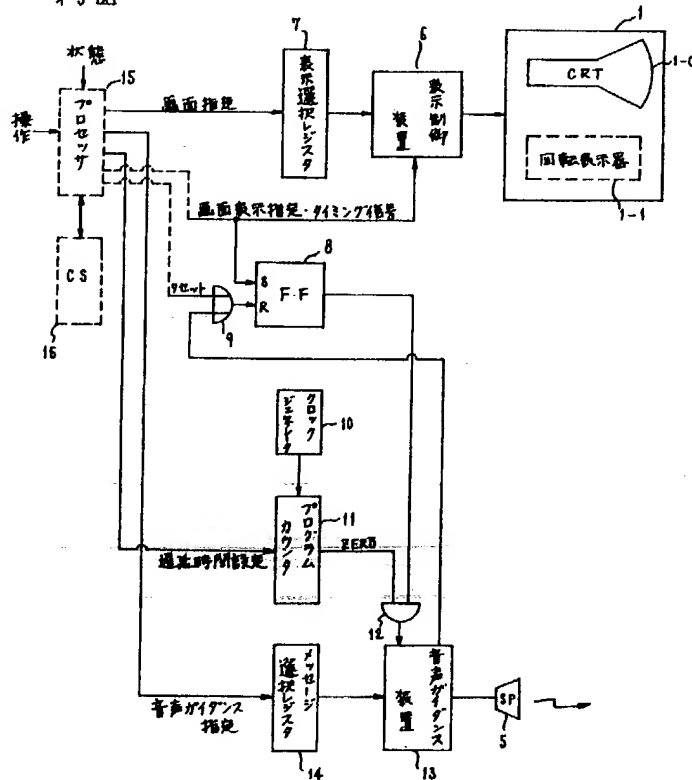 7
6
1
状態
15
1-0
CRT
表示選択レジスタ
表示制御装置
プロセッサ
画面指定
操作
回転表示器
1-1
画面表示指定・タイミング信号
8
CS
リセット
S
F・F
R
9
16
クロックジェネレータ
10
プログラムカウンタ
11
ZERO
通話時間設定
12
メッセージ選択レジスタ
音声ガイダンス装置
SP
音声ガイダンス指定
5
14
13